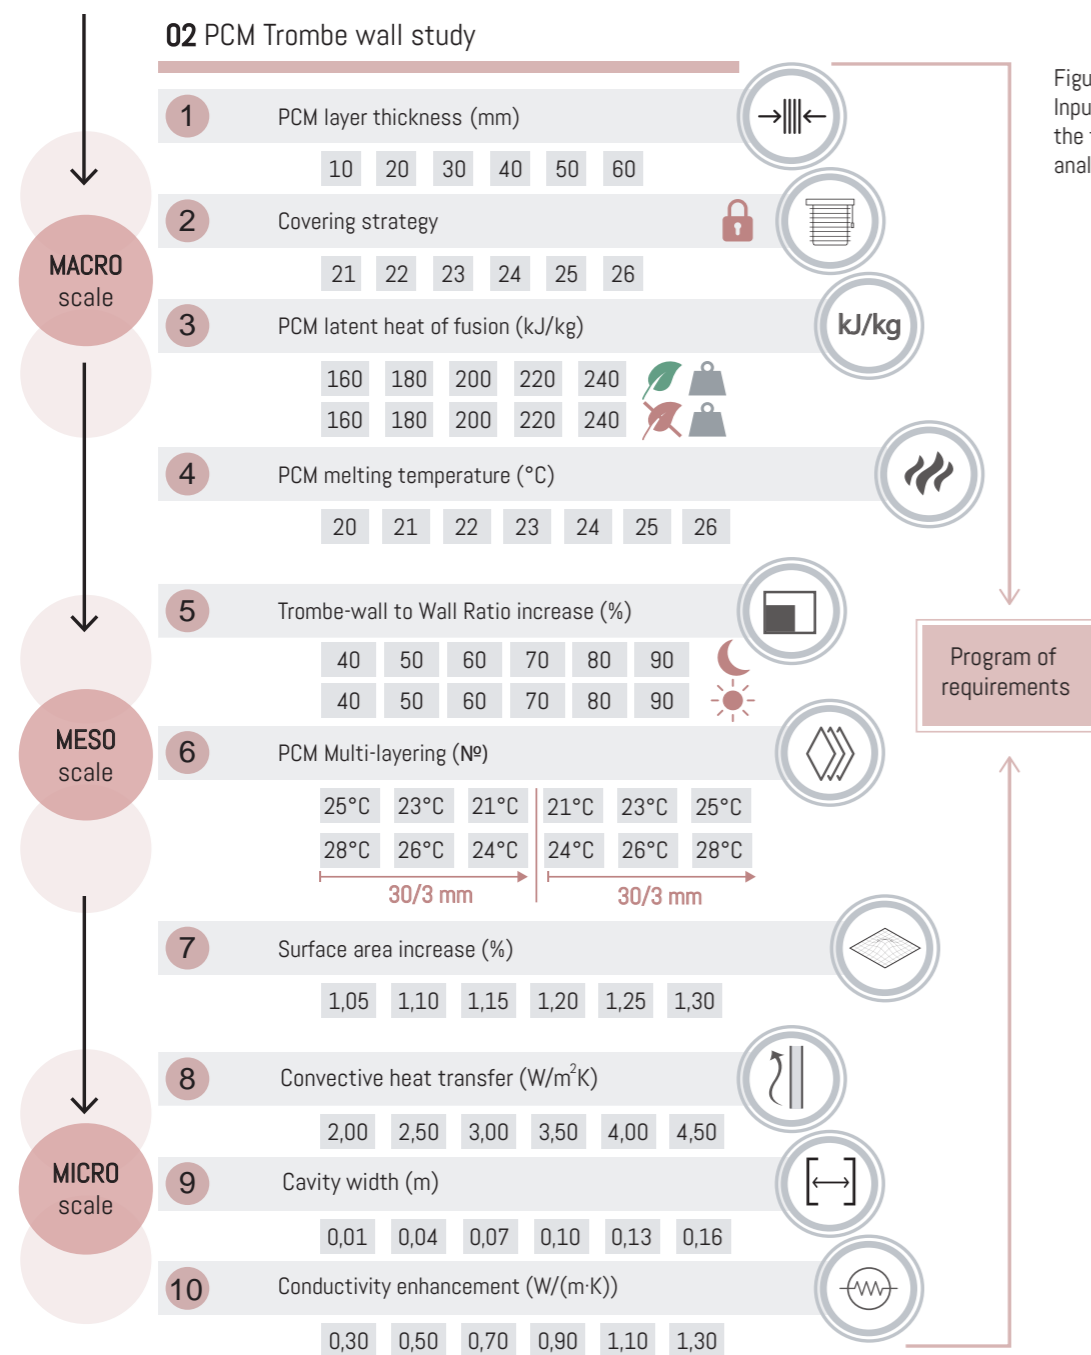 02 PCM Trombe wall study
Figu
Inpu
the
anal
1 PCM layer thickness (mm)
10 20 30 40 50 60
2 Covering strategy
21 22 23 24 25 26
MACRO
scale
3 PCM latent heat of fusion (kJ/kg)
kJ/kg
160 180 200 220 240
160 180 200 220 240
4 PCM melting temperature (°C)
20 21 22 23 24 25 26
5 Trombe-wall to Wall Ratio increase (%)
40 50 60 70 80 90
40 50 60 70 80 90
Program of
requirements
MESO
scale
6 PCM Multi-layering (Nº)
25°C 23°C 21°C 21°C 23°C 25°C
28°C 26°C 24°C 24°C 26°C 28°C
30/3 mm 30/3 mm
7 Surface area increase (%)
1,05 1,10 1,15 1,20 1,25 1,30
8 Convective heat transfer (W/m²K)
2,00 2,50 3,00 3,50 4,00 4,50
MICRO
scale
9 Cavity width (m)
0,01 0,04 0,07 0,10 0,13 0,16
10 Conductivity enhancement (W/(m·K))
0,30 0,50 0,70 0,90 1,10 1,30